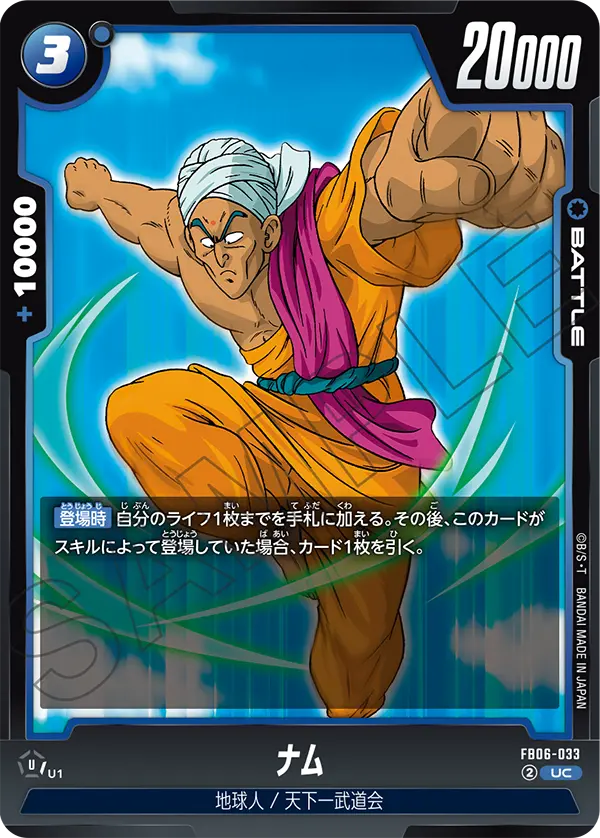 3
20000
+10000
BATTLE
登場時 自分のライフ1枚までを手札に加える。その後、このカードが
スキルによって登場していた場合、カード1枚を引く。
SAMPLE
©B/S・T BANDAI MADE IN JAPAN
U/U1
ナム
FB06-033
② UC
地球人 / 天下一武道会